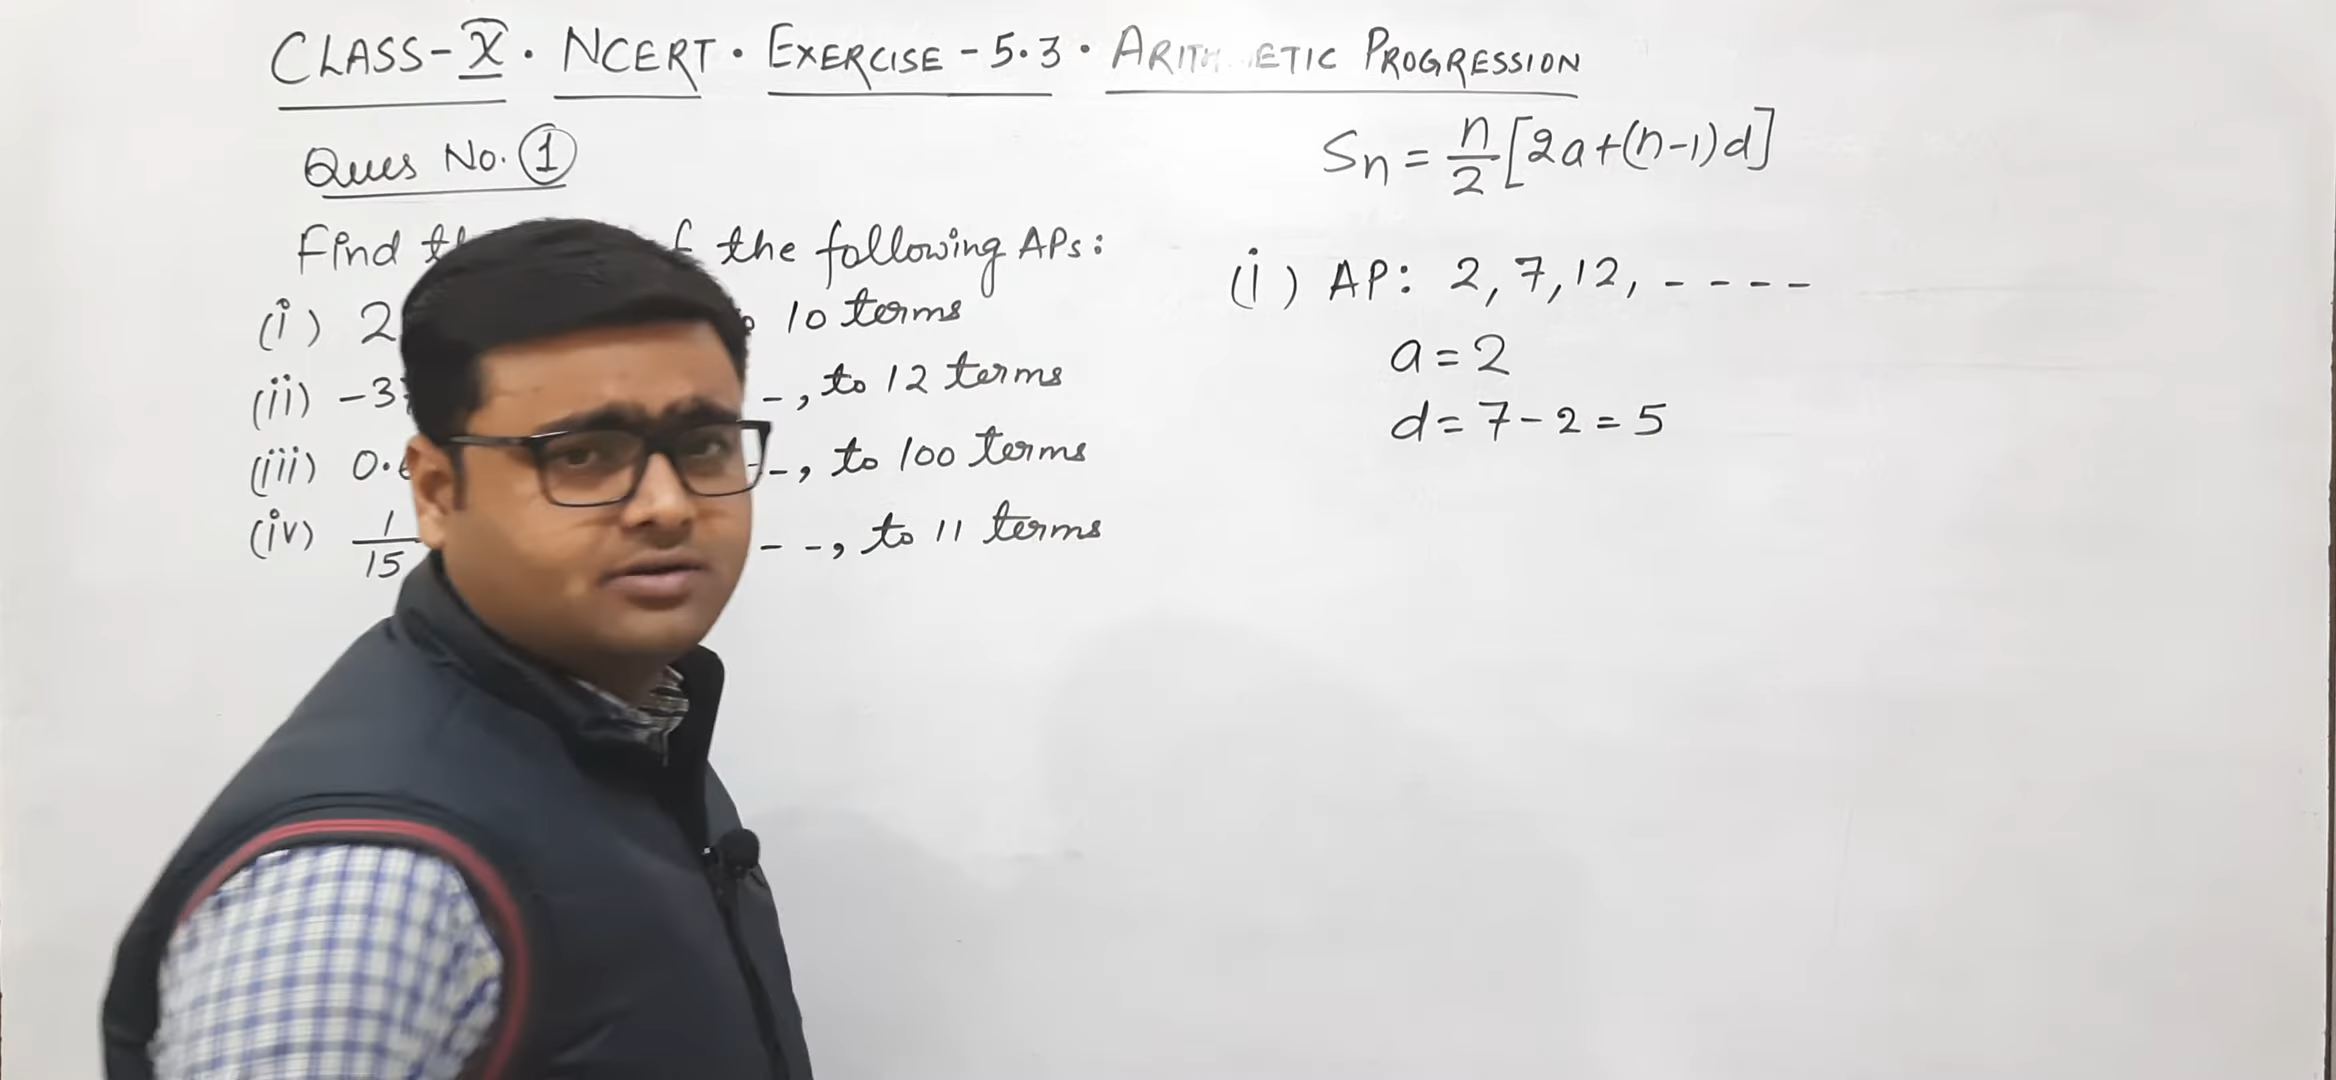 CLASS-X · NCERT · EXERCISE - 5.3 · ARITHMETIC PROGRESSION
Ques No. 1
Find the following APs:
(i) 2 10 terms
(ii) -3 -, to 12 terms
(iii) 0. --, to 100 terms
(iv) 1/15 - -, to 11 terms
Sn = n/2 [2a+(n-1)d]
(i) AP: 2, 7, 12, - - - -
a = 2
d = 7 - 2 = 5